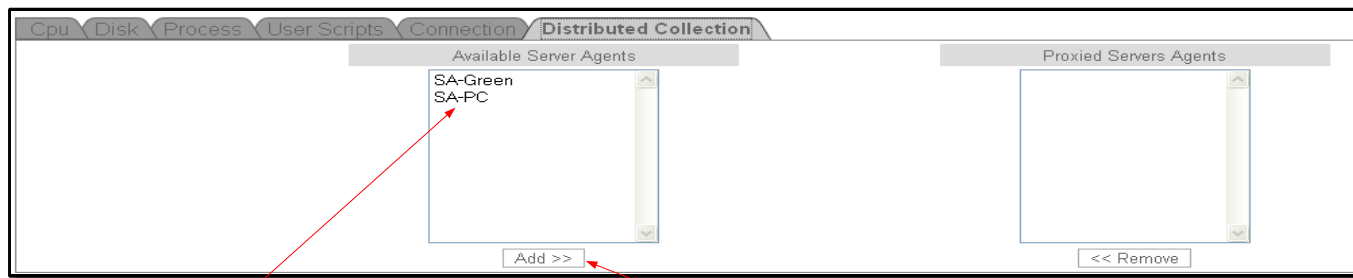 Cpu Disk Process User Scripts Connection Distributed Collection
Available Server Agents
Proxied Servers Agents
SA-Green
SA-PC
Add >>
<< Remove